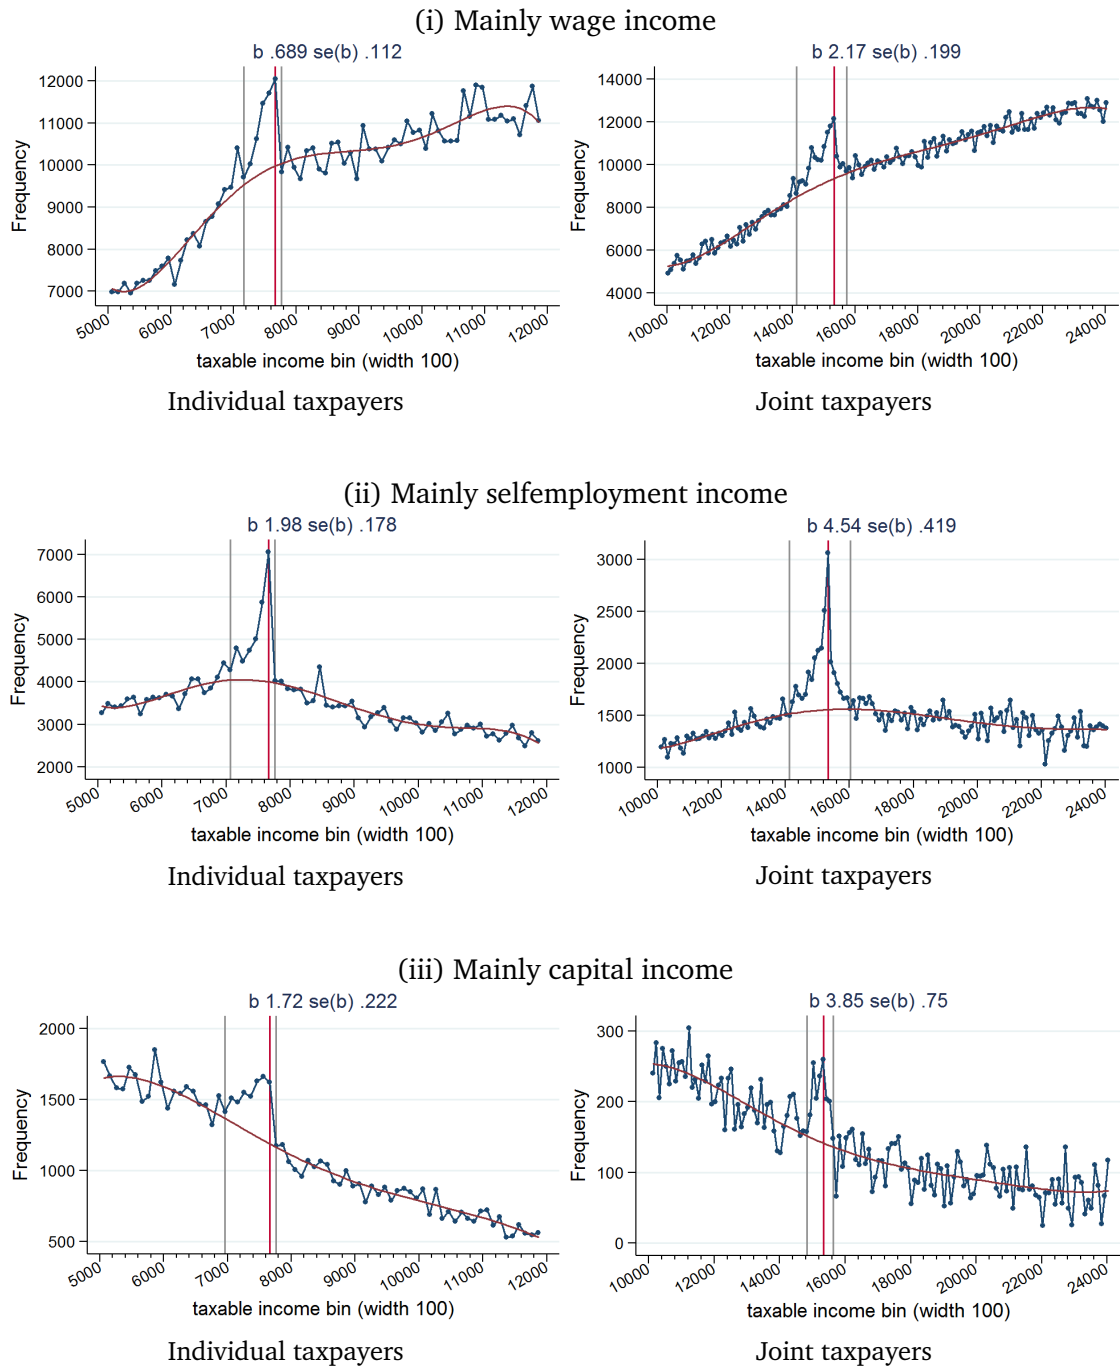 (i) Mainly wage income
b .689 se(b) .112
b 2.17 se(b) .199
Frequency
12000
11000
10000
9000
8000
7000
5000 6000 7000 8000 9000 10000 11000 12000
taxable income bin (width 100)
Individual taxpayers
Frequency
14000
12000
10000
8000
6000
4000
10000 12000 14000 16000 18000 20000 22000 24000
taxable income bin (width 100)
Joint taxpayers
(ii) Mainly selfemployment income
b 1.98 se(b) .178
b 4.54 se(b) .419
Frequency
7000
6000
5000
4000
3000
2000
5000 6000 7000 8000 9000 10000 11000 12000
taxable income bin (width 100)
Individual taxpayers
Frequency
3000
2500
2000
1500
1000
10000 12000 14000 16000 18000 20000 22000 24000
taxable income bin (width 100)
Joint taxpayers
(iii) Mainly capital income
b 1.72 se(b) .222
b 3.85 se(b) .75
Frequency
2000
1500
1000
500
5000 6000 7000 8000 9000 10000 11000 12000
taxable income bin (width 100)
Individual taxpayers
Frequency
300
200
100
0
10000 12000 14000 16000 18000 20000 22000 24000
taxable income bin (width 100)
Joint taxpayers